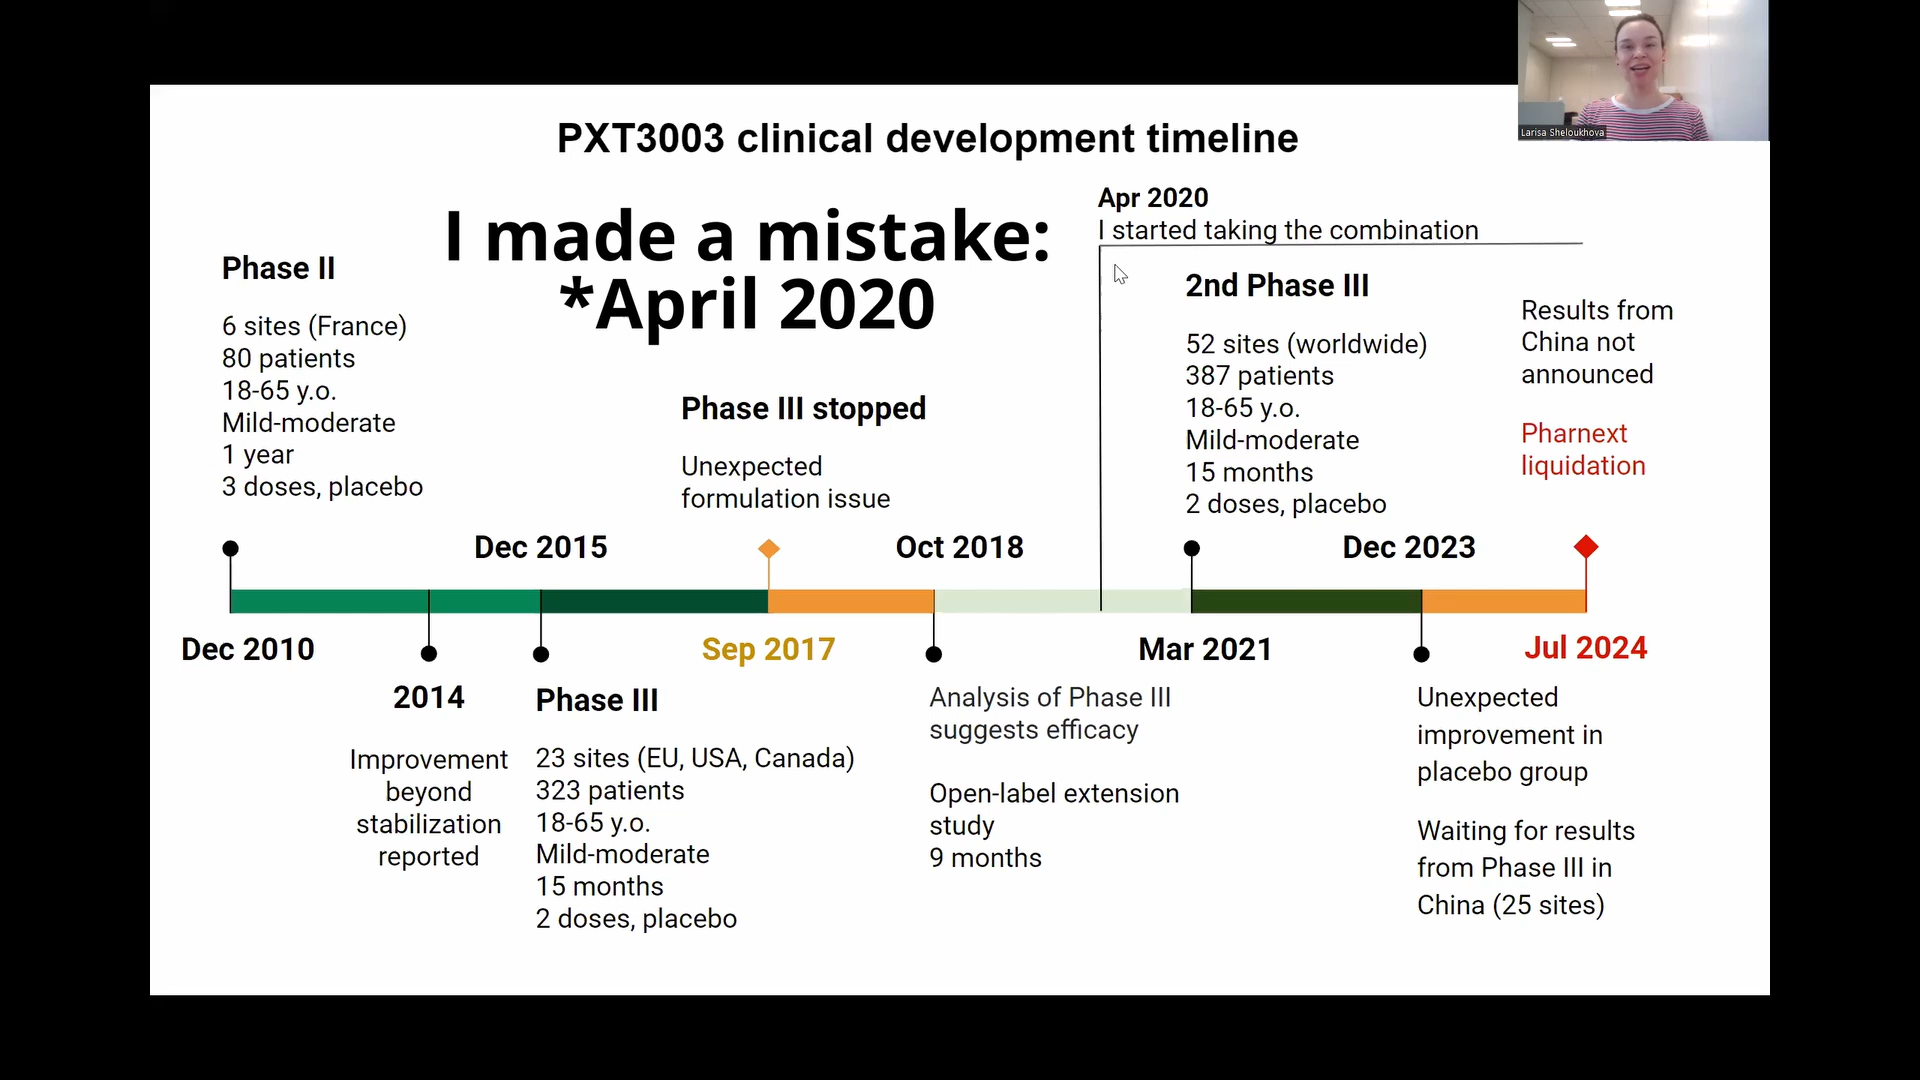 Larisa Sheloukhova
PXT3003 clinical development timeline
I made a mistake:
*April 2020
Apr 2020
I started taking the combination
Phase II
6 sites (France)
80 patients
18-65 y.o.
Mild-moderate
1 year
3 doses, placebo
Phase III stopped
Unexpected
formulation issue
2nd Phase III
52 sites (worldwide)
387 patients
18-65 y.o.
Mild-moderate
15 months
2 doses, placebo
Results from
China not
announced
Pharnext
liquidation
Dec 2015
Oct 2018
Dec 2023
Dec 2010
Sep 2017
Mar 2021
Jul 2024
2014
Improvement
beyond
stabilization
reported
Phase III
23 sites (EU, USA, Canada)
323 patients
18-65 y.o.
Mild-moderate
15 months
2 doses, placebo
Analysis of Phase III
suggests efficacy
Open-label extension
study
9 months
Unexpected
improvement in
placebo group
Waiting for results
from Phase III in
China (25 sites)